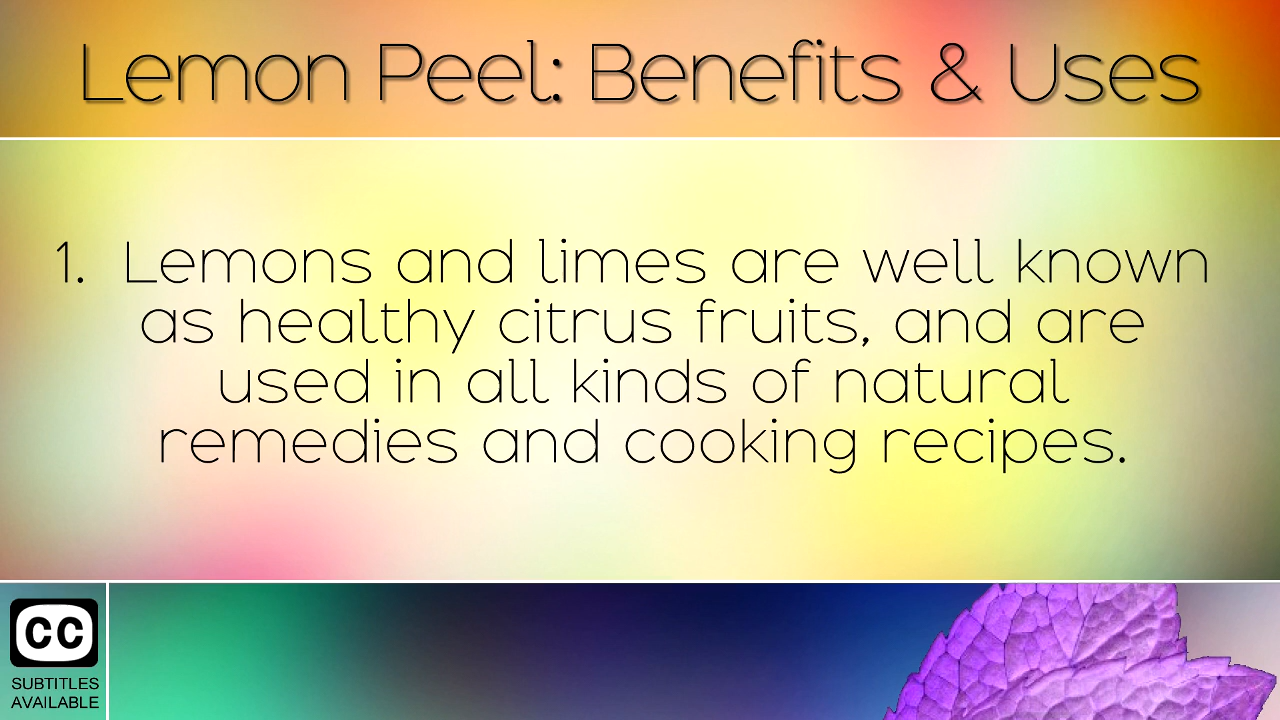 Lemon Peel: Benefits & Uses
1. Lemons and limes are well known
as healthy citrus fruits, and are
used in all kinds of natural
remedies and cooking recipes.
CC
SUBTITLES
AVAILABLE